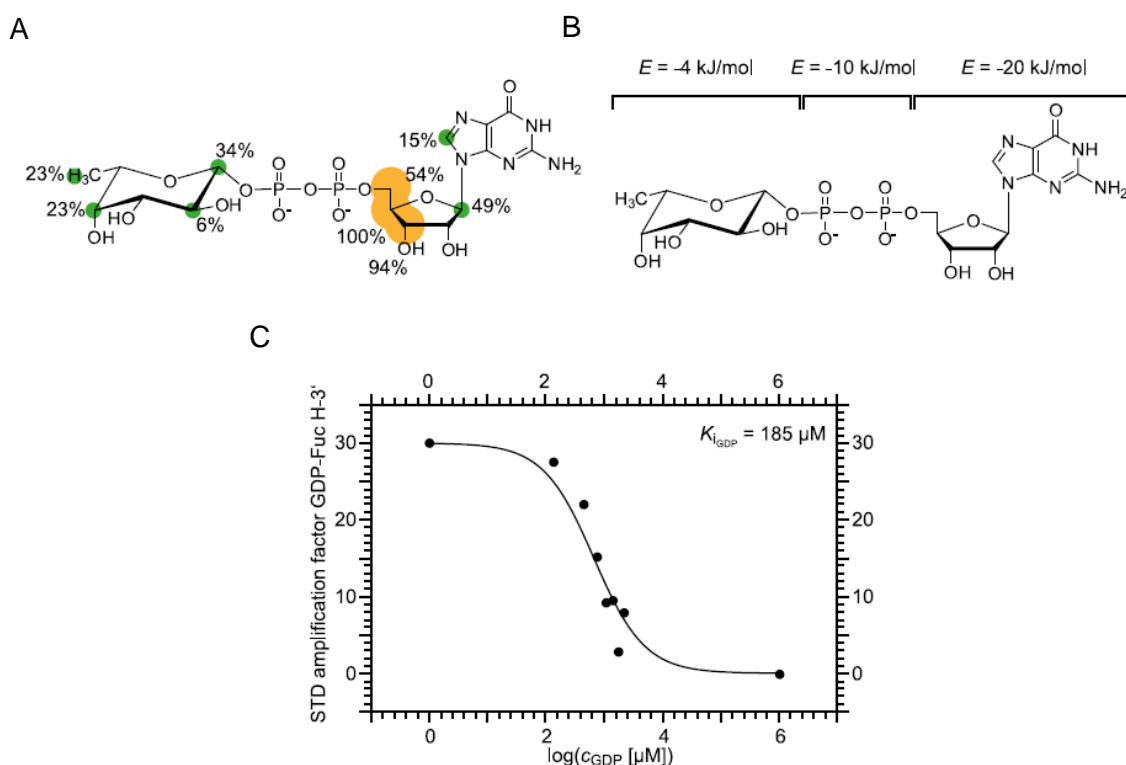 A
B
E = -4 kJ/mol
E = -10 kJ/mol
E = -20 kJ/mol
O
N
NH
15%
N
N
NH₂
34%
54%
23%
H₃C
O
O
O
O
P
O
P
O
O
O-
O-
23%
HO
OH
6%
OH
49%
100%
OH
OH
94%
O
N
NH
N
N
NH₂
H₃C
O
O
O
O
P
O
P
O
O
O-
O-
HO
OH
OH
OH
OH
C
0 2 4 6
STD amplification factor GDP-Fuc H-3'
KiGDP = 185 µM
30 30
20 20
10 10
0 0
0 2 4 6
log(cGDP [µM])